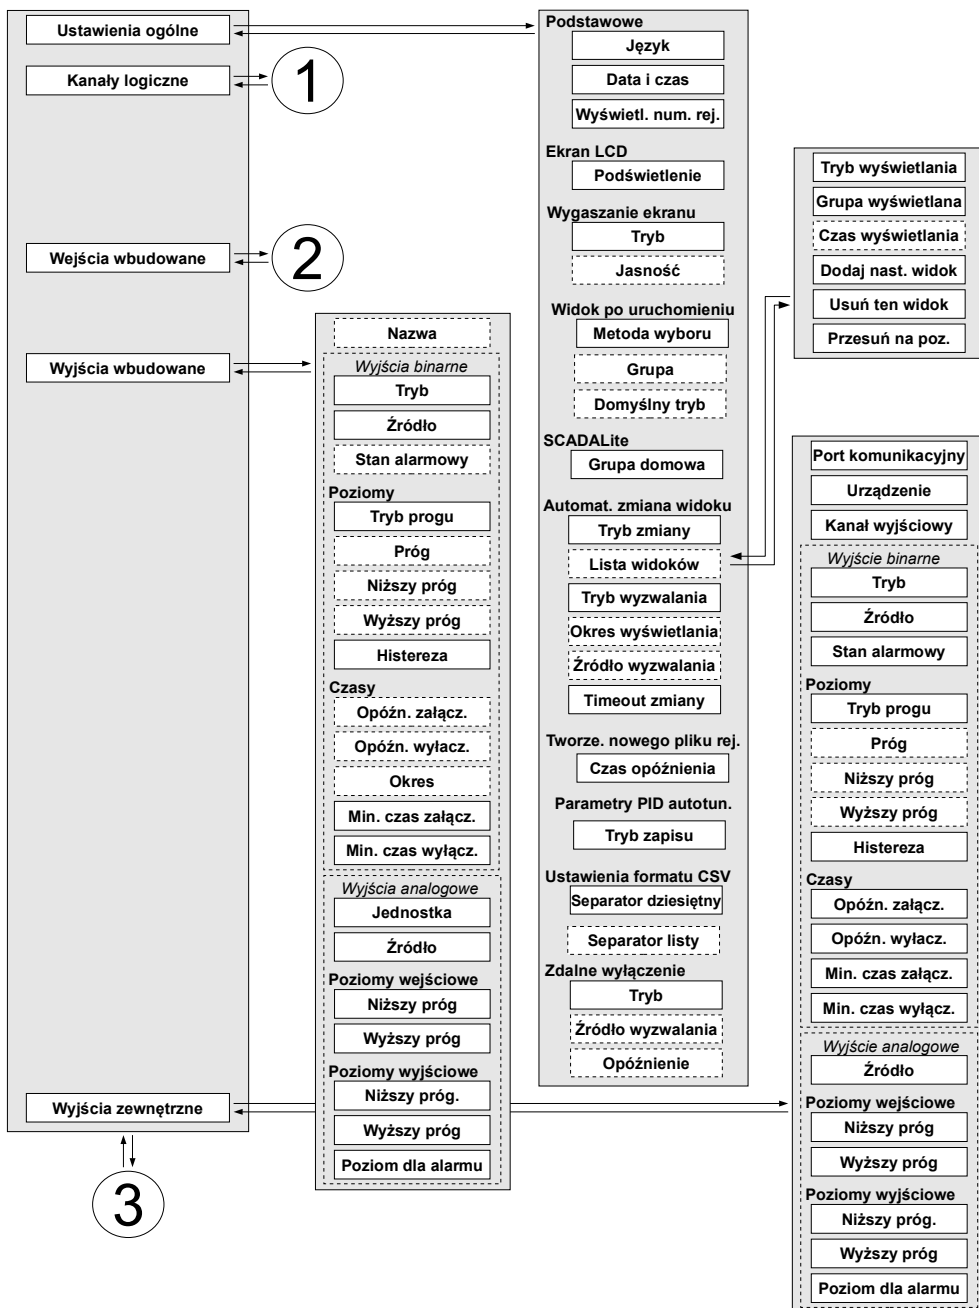 Ustawienia ogólne
Kanały logiczne
1
Wejścia wbudowane
2
Wyjścia wbudowane
Wyjścia zewnętrzne
3
Nazwa
Wyjścia binarne
Tryb
Źródło
Stan alarmowy
Poziomy
Tryb progu
Próg
Niższy próg
Wyższy próg
Histereza
Czasy
Opóźn. załącz.
Opóźn. wyłacz.
Okres
Min. czas załącz.
Min. czas wyłącz.
Wyjścia analogowe
Jednostka
Źródło
Poziomy wejściowe
Niższy próg
Wyższy próg
Poziomy wyjściowe
Niższy próg.
Wyższy próg
Poziom dla alarmu
Podstawowe
Język
Data i czas
Wyświetl. num. rej.
Ekran LCD
Podświetlenie
Wygaszanie ekranu
Tryb
Jasność
Widok po uruchomieniu
Metoda wyboru
Grupa
Domyślny tryb
SCADALite
Grupa domowa
Automat. zmiana widoku
Tryb zmiany
Lista widoków
Tryb wyzwalania
Okres wyświetlania
Źródło wyzwalania
Timeout zmiany
Tworze. nowego pliku rej.
Czas opóźnienia
Parametry PID autotun.
Tryb zapisu
Ustawienia formatu CSV
Separator dziesiętny
Separator listy
Zdalne wyłączenie
Tryb
Źródło wyzwalania
Opóźnienie
Tryb wyświetlania
Grupa wyświetlana
Czas wyświetlania
Dodaj nast. widok
Usuń ten widok
Przesuń na poz.
Port komunikacyjny
Urządzenie
Kanał wyjściowy
Wyjście binarne
Tryb
Źródło
Stan alarmowy
Poziomy
Tryb progu
Próg
Niższy próg
Wyższy próg
Histereza
Czasy
Opóźn. załącz.
Opóźn. wyłacz.
Min. czas załącz.
Min. czas wyłącz.
Wyjście analogowe
Źródło
Poziomy wejściowe
Niższy próg
Wyższy próg
Poziomy wyjściowe
Niższy próg.
Wyższy próg
Poziom dla alarmu